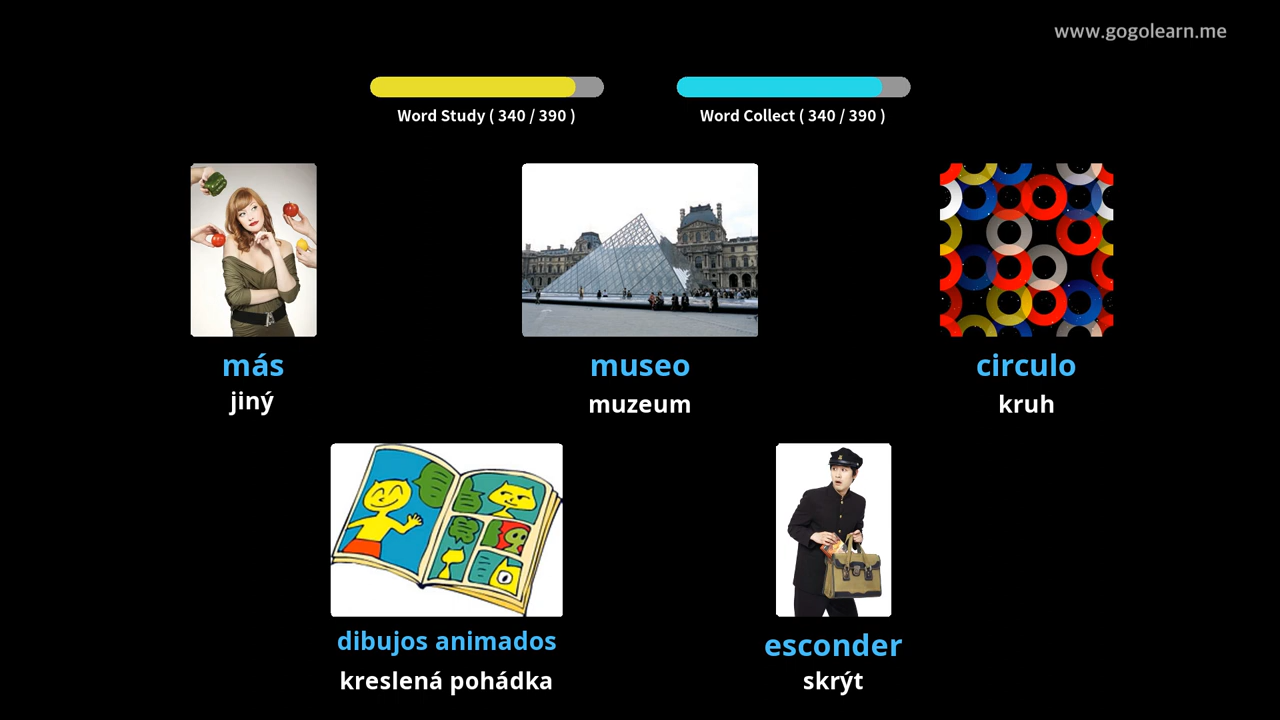 www.gogolearn.me
Word Study ( 340 / 390 )
Word Collect ( 340 / 390 )
más
jiný
museo
muzeum
circulo
kruh
dibujos animados
kreslená pohádka
esconder
skrýt